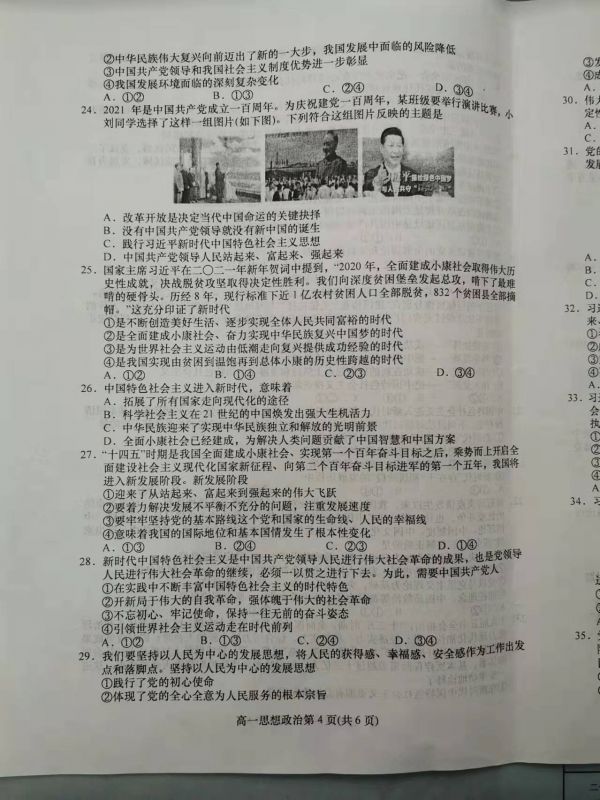 ②中华民族伟大复兴向前迈出了新的一大步，我国发展中面临的风险降低
③中国共产党领导和我国社会主义制度优势进一步彰显
④我国发展环境面临的深刻复杂变化
A．①② B．①③ C．②④ D．③④
24．2021 年是中国共产党成立一百周年。为庆祝建党一百周年，某班级要举行演讲比赛，小
刘同学选择了这样一组图片(如下图)。下列符合这组图片反映的主题是
描绘绿色中国梦
与人民共守
A．改革开放是决定当代中国命运的关键抉择
B．没有中国共产党领导就没有新中国的诞生
C．践行习近平新时代中国特色社会主义思想
D．中国共产党领导人民站起来、富起来、强起来
25．国家主席习近平在二〇二一年新年贺词中提到，“2020 年，全面建成小康社会取得伟大历
史性成就，决战脱贫攻坚取得决定性胜利。我们向深度贫困堡垒发起总攻，啃下了最难
啃的硬骨头。历经 8 年，现行标准下近 1 亿农村贫困人口全部脱贫，832 个贫困县全部摘
帽。”这充分印证了新时代
①是不断创造美好生活、逐步实现全体人民共同富裕的时代
②是全面建成小康社会、奋力实现中华民族复兴中国梦的时代
③是为世界社会主义运动由低潮走向复兴提供成功经验的时代
④是我国实现由贫困到温饱再到总体小康的历史性跨越的时代
A．①② B．①④ C．②③ D．③④
26．中国特色社会主义进入新时代，意味着
A．拓展了所有国家走向现代化的途径
B．科学社会主义在 21 世纪的中国焕发出强大生机活力
C．中华民族迎来了实现中华民族独立和解放的光明前景
D．全面小康社会已经建成，为解决人类问题贡献了中国智慧和中国方案
27．“十四五”时期是我国全面建成小康社会、实现第一个百年奋斗目标之后，乘势而上开启全
面建设社会主义现代化国家新征程、向第二个百年奋斗目标进军的第一个五年，我国将
进入新发展阶段。新发展阶段
①迎来了从站起来、富起来到强起来的伟大飞跃
②要着力解决发展不平衡不充分的问题，注重发展速度
③要牢牢坚持党的基本路线这个党和国家的生命线、人民的幸福线
④意味着我国的国际地位和基本国情发生了根本性变化
A．①③ B．②④ C．②③ D．①④
28．新时代中国特色社会主义是中国共产党领导人民进行伟大社会革命的成果，也是党领导
人民进行伟大社会革命的继续，必须一以贯之进行下去。为此，需要中国共产党人
①在实践中不断丰富中国特色社会主义的时代特色
②开新局于伟大的自我革命，强体魄于伟大的社会革命
③不忘初心、牢记使命，保持一往无前的奋斗姿态
④引领世界社会主义运动走在时代前列
A．①② B．①③ C．②④ D．③④
29．我们要坚持以人民为中心的发展思想，将人民的获得感、幸福感、安全感作为工作出发
点和落脚点。坚持以人民为中心的发展思想
①践行了党的初心使命
②体现了党的全心全意为人民服务的根本宗旨
高一思想政治第 4 页(共 6 页)
③发
④成
A．
30．伟大
定性
A．
C．
31．党的
发展
A．
B．
C．
D．
32．习近
来、
33．习近
执
34．习
35．